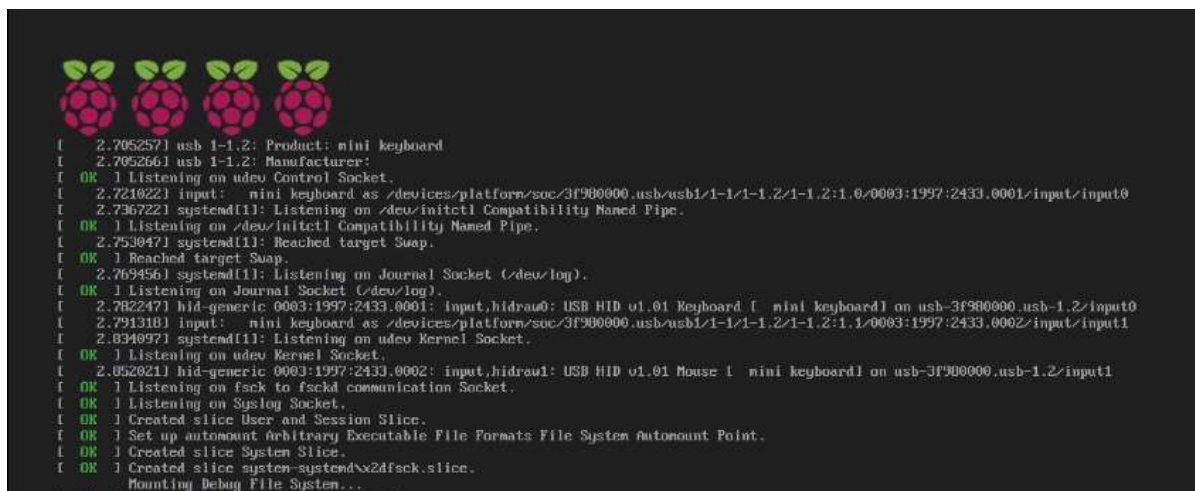 [    2.705257] usb 1-1.2: Product: mini keyboard
[    2.705266] usb 1-1.2: Manufacturer:
[  OK  ] Listening on udev Control Socket.
[    2.721022] input:   mini keyboard as /devices/platform/soc/3f980000.usb/usb1/1-1/1-1.2/1-1.2:1.0/0003:1997:2433.0001/input/input0
[    2.736722] systemd[1]: Listening on /dev/initctl Compatibility Named Pipe.
[  OK  ] Listening on /dev/initctl Compatibility Named Pipe.
[    2.753047] systemd[1]: Reached target Swap.
[  OK  ] Reached target Swap.
[    2.769456] systemd[1]: Listening on Journal Socket (/dev/log).
[  OK  ] Listening on Journal Socket (/dev/log).
[    2.782247] hid-generic 0003:1997:2433.0001: input,hidraw0: USB HID v1.01 Keyboard [  mini keyboard] on usb-3f980000.usb-1.2/input0
[    2.791318] input:   mini keyboard as /devices/platform/soc/3f980000.usb/usb1/1-1/1-1.2/1-1.2:1.1/0003:1997:2433.0002/input/input1
[    2.834097] systemd[1]: Listening on udev Kernel Socket.
[  OK  ] Listening on udev Kernel Socket.
[    2.852021] hid-generic 0003:1997:2433.0002: input,hidraw1: USB HID v1.01 Mouse [  mini keyboard] on usb-3f980000.usb-1.2/input1
[  OK  ] Listening on fsck to fsckd communication Socket.
[  OK  ] Listening on Syslog Socket.
[  OK  ] Created slice User and Session Slice.
[  OK  ] Set up automount Arbitrary Executable File Formats File System Automount Point.
[  OK  ] Created slice System Slice.
[  OK  ] Created slice system-systemd\x2dfsck.slice.
Mounting Debug File System...